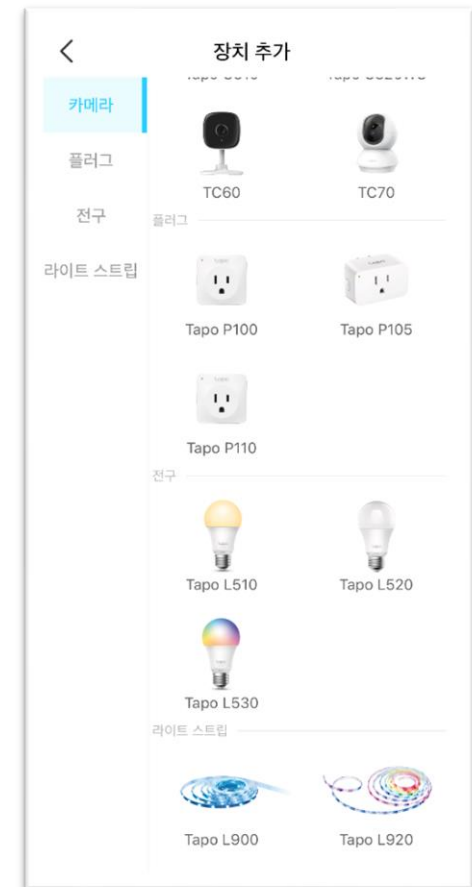 장치 추가
카메라
플러그
전구
라이트 스트립
TC60 TC70
플러그
Tapo P100 Tapo P105
Tapo P110
전구
Tapo L510 Tapo L520
Tapo L530
라이트 스트립
Tapo L900 Tapo L920